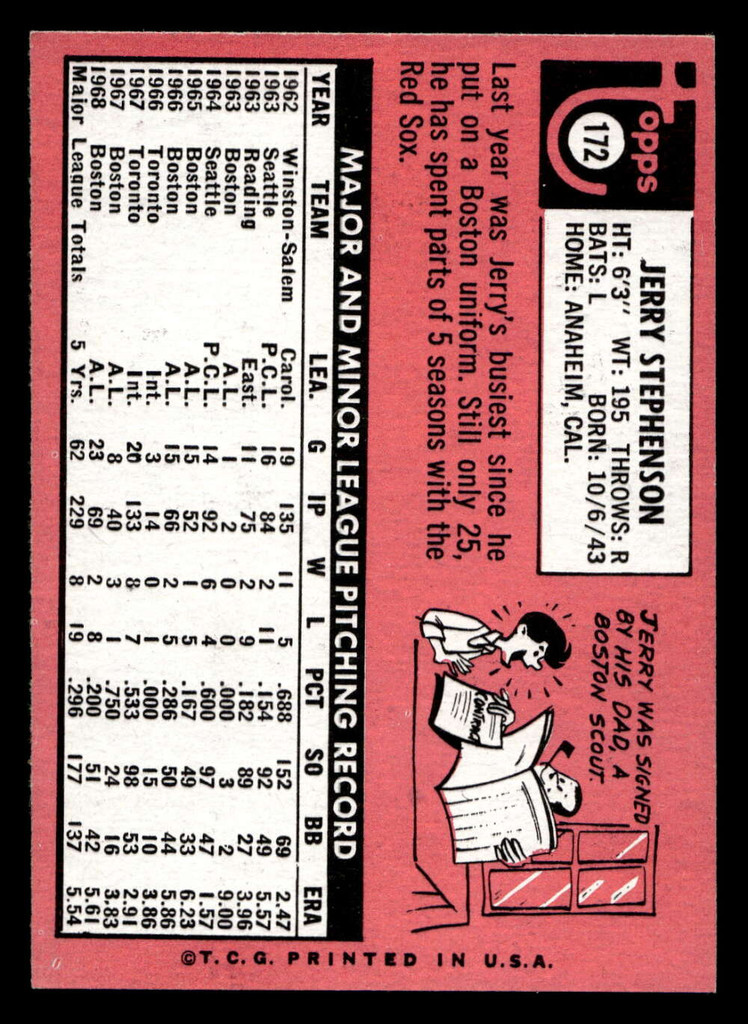 Topps
172
JERRY STEPHENSON
HT: 6'3" WT: 195 THROWS: R
BATS: L BORN: 10/6/43
HOME: ANAHEIM, CAL.
Last year was Jerry's busiest since he
put on a Boston uniform. Still only 25,
he has spent parts of 5 seasons with the
Red Sox.
JERRY WAS SIGNED
BY HIS DAD, A
BOSTON SCOUT.
CONTRACT
MAJOR AND MINOR LEAGUE PITCHING RECORD
YEAR TEAM LEA. G IP W L PCT SO BB ERA
1962 Winston-Salem Carol. 19 135 11 5 .688 152 69 2.47
1963 Seattle P.C.L. 16 84 2 11 .154 92 49 5.57
1963 Reading East. 11 75 2 9 .182 89 27 3.96
1963 Boston A.L. 1 2 0 0 .000 3 2 9.00
1964 Seattle P.C.L. 14 92 6 4 .600 97 47 1.57
1965 Boston A.L. 15 52 1 5 .167 49 33 6.23
1966 Boston A.L. 15 66 2 5 .286 50 44 5.86
1966 Toronto Int. 3 14 0 1 .000 15 10 3.86
1967 Toronto Int. 20 133 8 7 .533 98 53 2.91
1967 Boston A.L. 8 40 3 1 .750 24 16 3.83
1968 Boston A.L. 23 69 2 8 .200 51 42 5.61
Major League Totals 5 Yrs. 62 229 8 19 .296 177 137 5.54
©T.C.G. PRINTED IN U.S.A.